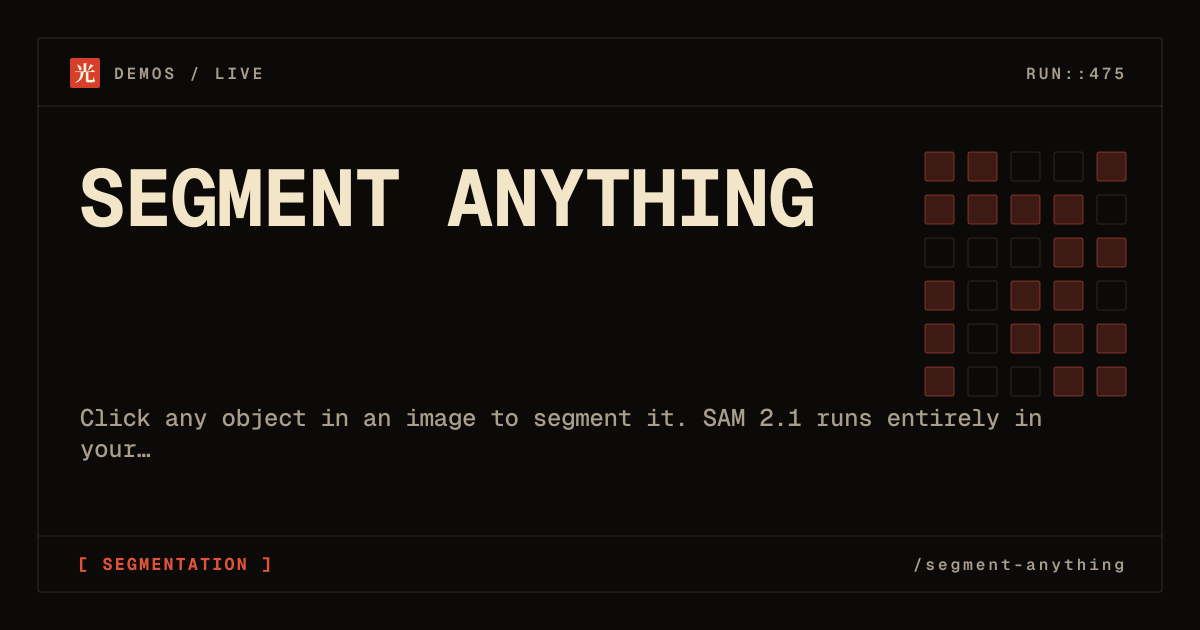 光 DEMOS / LIVE
RUN::475
SEGMENT ANYTHING
Click any object in an image to segment it. SAM 2.1 runs entirely in
your…
[ SEGMENTATION ]
/segment-anything